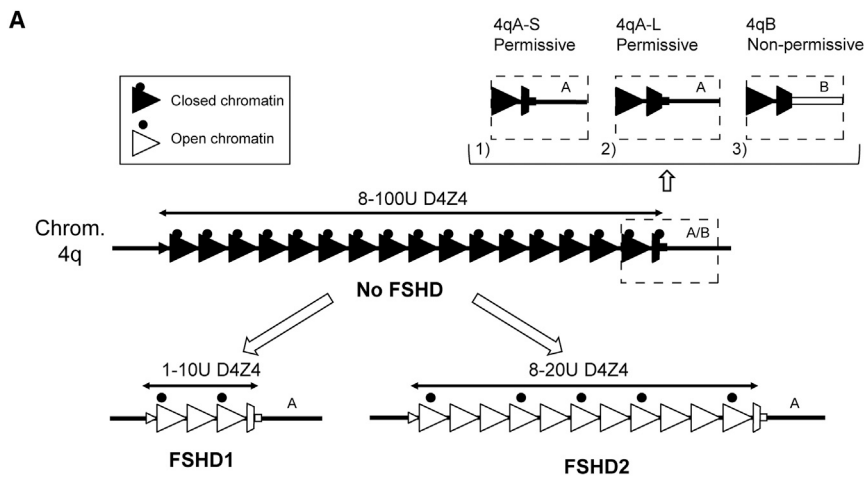 A
4qA-S
Permissive
4qA-L
Permissive
4qB
Non-permissive
Closed chromatin
Open chromatin
A
A
B
1)
2)
3)
8-100U D4Z4
Chrom.
4q
A/B
No FSHD
1-10U D4Z4
8-20U D4Z4
A
A
FSHD1
FSHD2